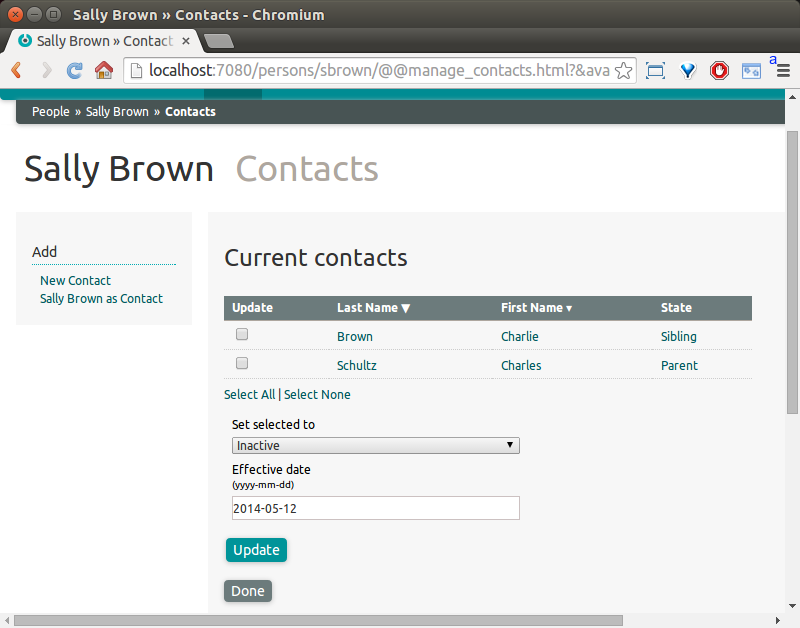 Sally Brown » Contacts - Chromium
Sally Brown » Contact
localhost:7080/persons/sbrown/@@manage_contacts.html?&ava
a
People » Sally Brown » Contacts
Sally Brown Contacts
Add
New Contact
Sally Brown as Contact
Current contacts
Update Last Name ▼ First Name ▾ State
Brown Charlie Sibling
Schultz Charles Parent
Select All | Select None
Set selected to
Inactive
Effective date
(yyyy-mm-dd)
2014-05-12
Update
Done